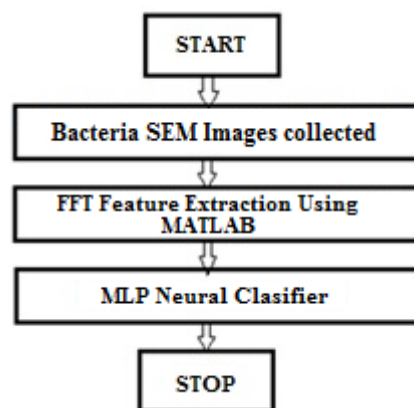 START
Bacteria SEM Images collected
FFT Feature Extraction Using
MATLAB
MLP Neural Clasifier
STOP